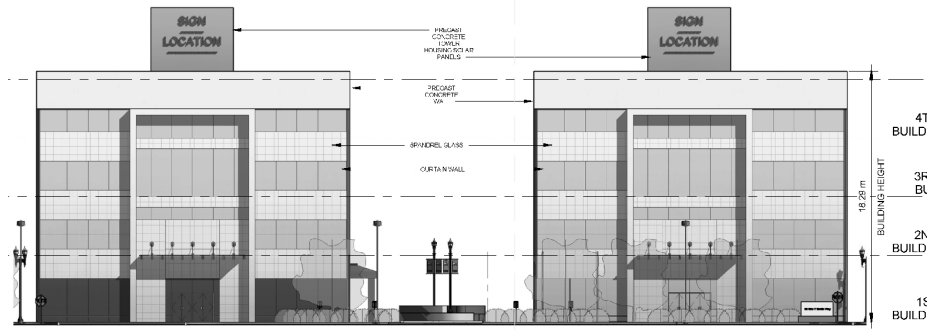 SIGN
LOCATION
SIGN
LOCATION
PRECAST
CONCRETE
TOWER
HOUSING SOLAR
PANELS
PRECAST
CONCRETE
WA
SPANDREL GLASS
CURTAIN WALL
18.29 m
BUILDING HEIGHT
4T
BUILD
3R
BU
2N
BUILD
1S
BUILD